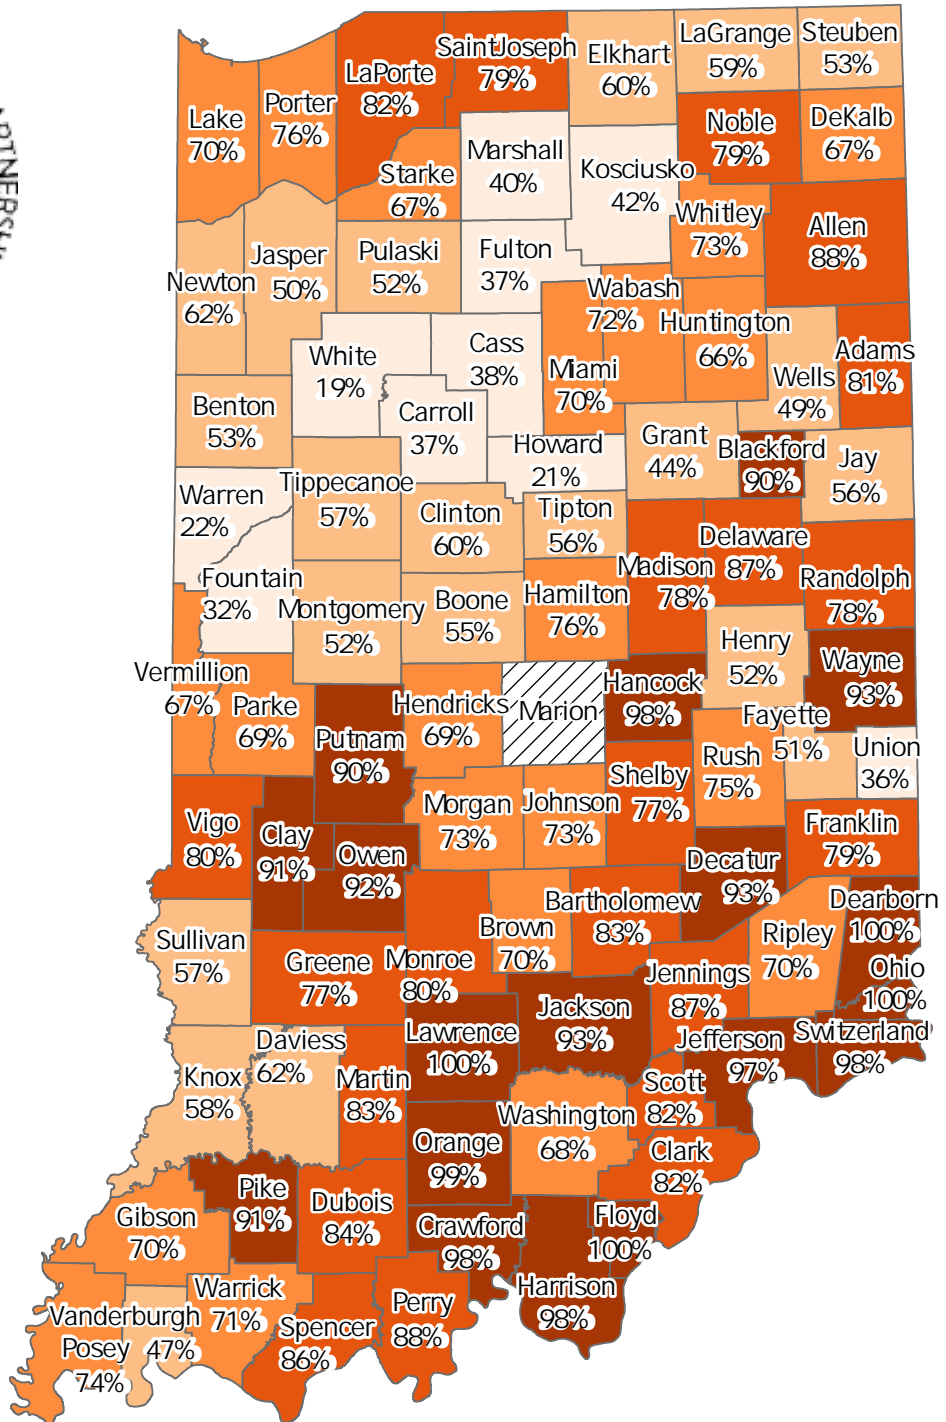 SaintJoseph
79%
Elkhart
60%
LaGrange
59%
Steuben
53%
LaPorte
82%
Porter
76%
Lake
70%
Noble
79%
DeKalb
67%
Marshall
40%
Kosciusko
42%
Starke
67%
Whitley
73%
Allen
88%
Jasper
50%
Pulaski
52%
Fulton
37%
Newton
62%
Wabash
72%
Huntington
66%
White
19%
Cass
38%
Miami
70%
Wells
49%
Adams
81%
Benton
53%
Carroll
37%
Howard
21%
Grant
44%
Blackford
90%
Jay
56%
Warren
22%
Tippecanoe
57%
Clinton
60%
Tipton
56%
Delaware
87%
Madison
78%
Randolph
78%
Fountain
32%
Montgomery
52%
Boone
55%
Hamilton
76%
Henry
52%
Wayne
93%
Vermillion
67%
Parke
69%
Putnam
90%
Hendricks
69%
Marion
Hancock
98%
Fayette
51%
Union
36%
Rush
75%
Shelby
77%
Morgan
73%
Johnson
73%
Vigo
80%
Clay
91%
Owen
92%
Franklin
79%
Decatur
93%
Bartholomew
83%
Dearborn
100%
Brown
70%
Ripley
70%
Sullivan
57%
Greene
77%
Monroe
80%
Jennings
87%
Ohio
100%
Jackson
93%
Lawrence
100%
Jefferson
97%
Switzerland
98%
Daviess
62%
Knox
58%
Martin
83%
Scott
82%
Washington
68%
Orange
99%
Clark
82%
Pike
91%
Dubois
84%
Gibson
70%
Crawford
98%
Floyd
100%
Harrison
98%
Warrick
71%
Perry
88%
Vanderburgh
47%
Spencer
86%
Posey
74%